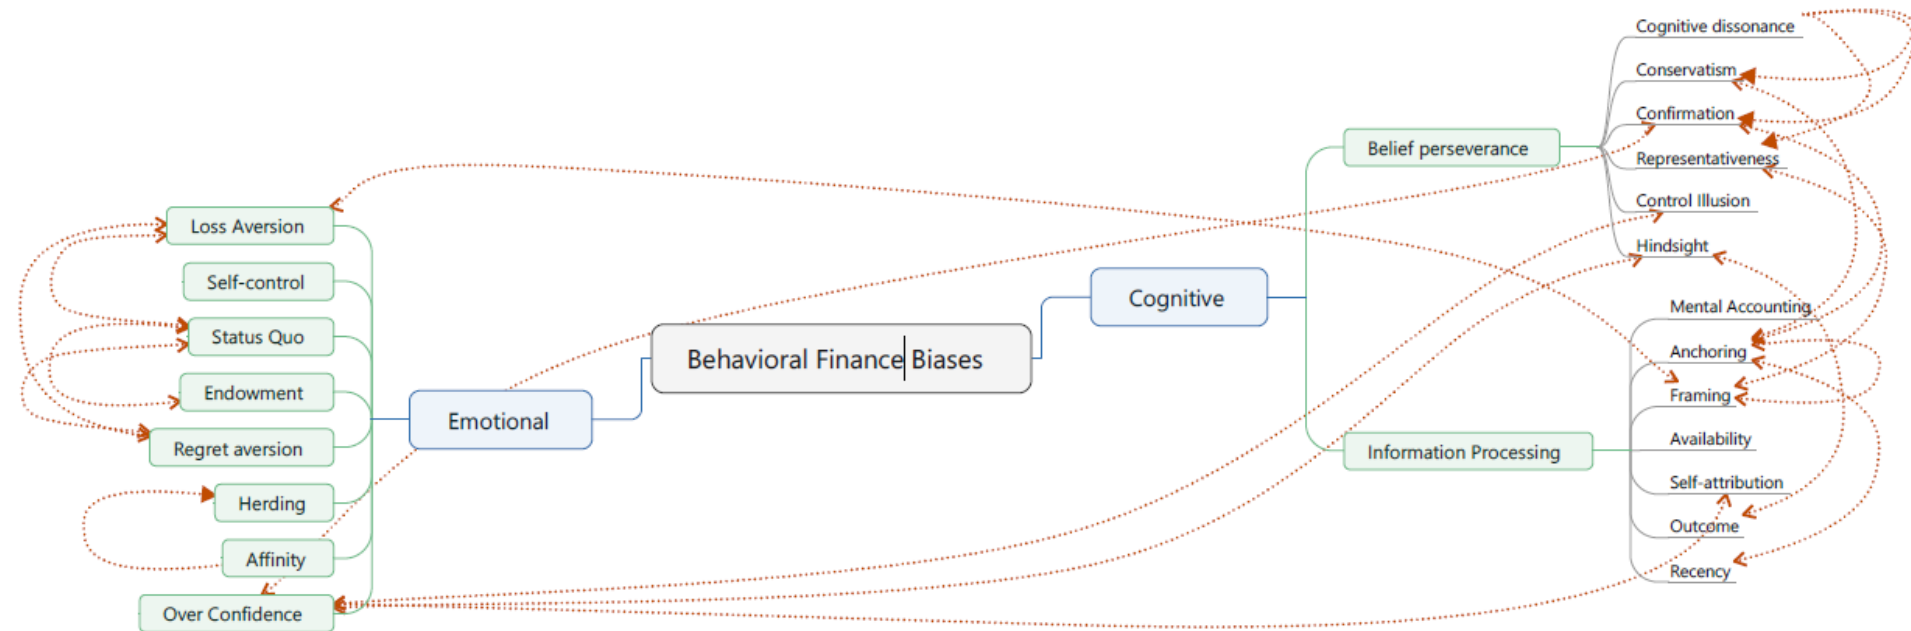 Behavioral Finance Biases
Cognitive
Belief perseverance
Cognitive dissonance
Conservatism
Confirmation
Representativeness
Control Illusion
Hindsight
Information Processing
Mental Accounting
Anchoring
Framing
Availability
Self-attribution
Outcome
Recency
Emotional
Loss Aversion
Self-control
Status Quo
Endowment
Regret aversion
Herding
Affinity
Over Confidence